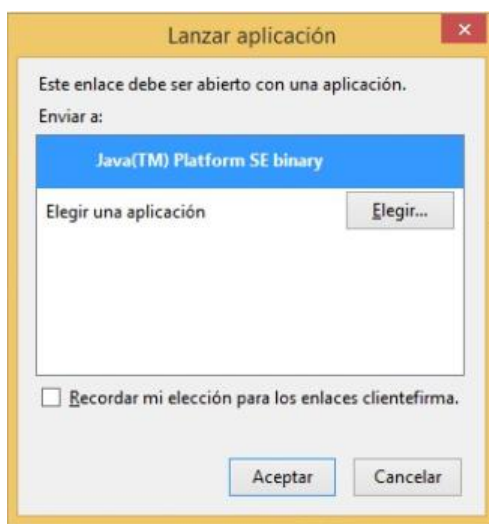 Lanzar aplicación
Este enlace debe ser abierto con una aplicación.
Enviar a:
Java(TM) Platform SE binary
Elegir una aplicación
Elegir...
Recordar mi elección para los enlaces clientefirma.
Aceptar
Cancelar